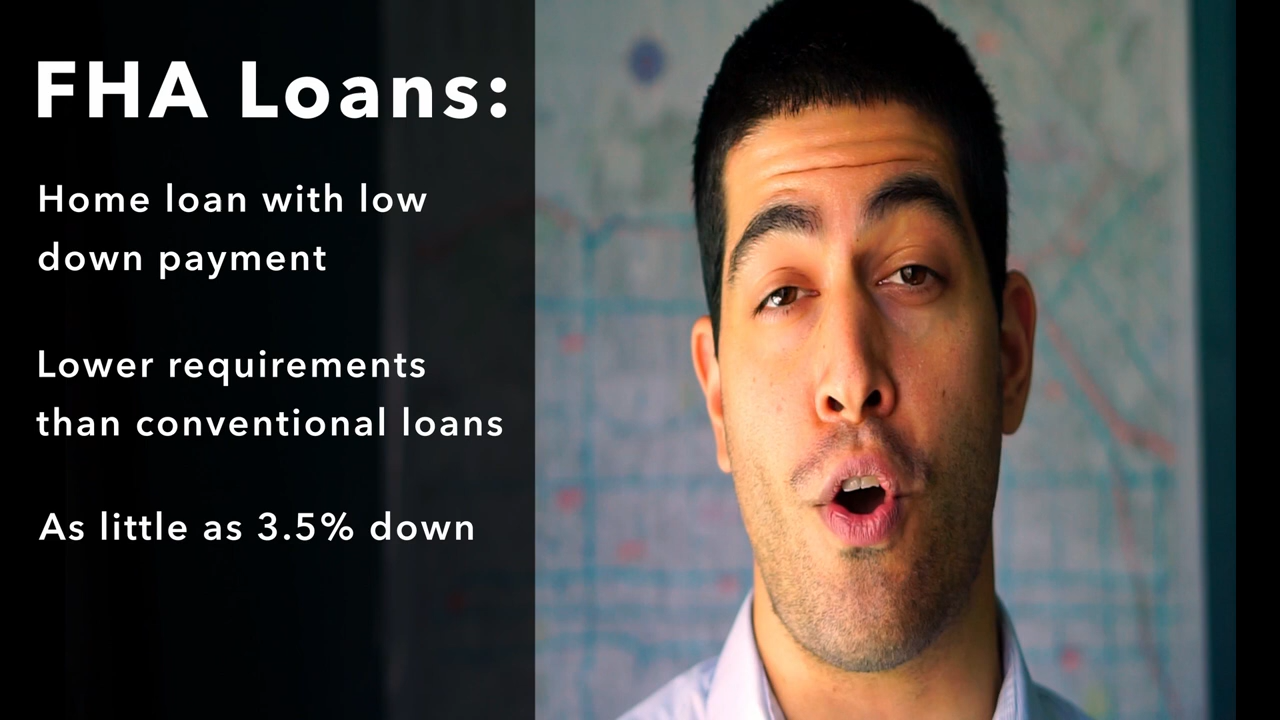 FHA Loans:
Home loan with low
down payment
Lower requirements
than conventional loans
As little as 3.5% down